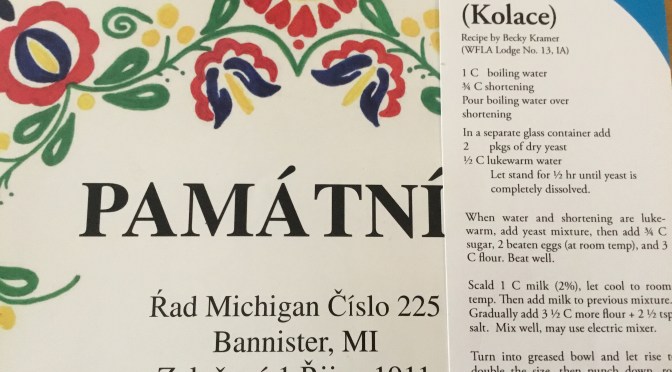 PAMÁTNÍ
Řad Michigan Číslo 225
Bannister, MI
1911
(Kolace)
Recipe by Becky Kramer
(WFLA Lodge No. 13, IA)
1 C boiling water
¾ C shortening
Pour boiling water over
shortening
In a separate glass container add
2 pkgs of dry yeast
½ C lukewarm water
Let stand for ½ hr until yeast is
completely dissolved.
When water and shortening are luke-
warm, add yeast mixture, then add ¾ C
sugar, 2 beaten eggs (at room temp), and 3
C flour. Beat well.
Scald 1 C milk (2%), let cool to room
temp. Then add milk to previous mixture.
Gradually add 3 ½ C more flour + 2 ½ tsp
salt. Mix well, may use electric mixer.
Turn into greased bowl and let rise
double the size, then punch down,